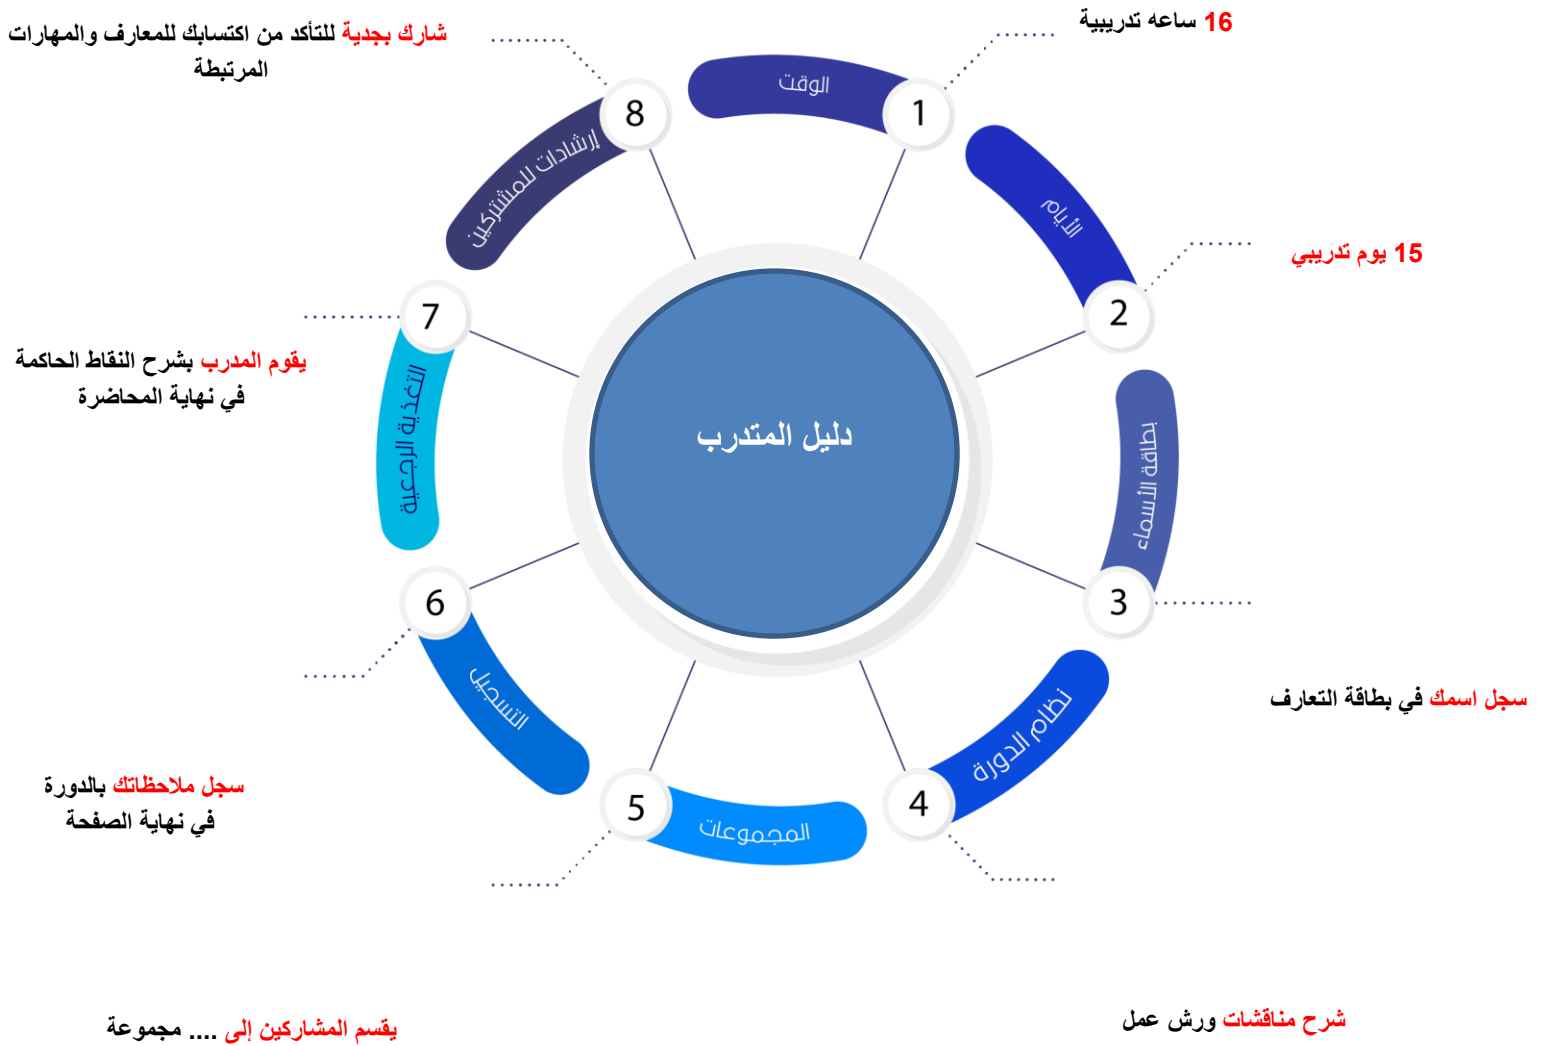 دليل المتدرب
1
الوقت
16 ساعه تدريبية
2
الأيام
15 يوم تدريبي
3
بطاقة الأسماء
سجل اسمك في بطاقة التعارف
4
نظام الدورة
شرح مناقشات ورش عمل
5
المجموعات
يقسم المشاركين إلى .... مجموعة
6
التسجيل
سجل ملاحظاتك بالدورة
في نهاية الصفحة
7
التغذية الرجعية
يقوم المدرب بشرح النقاط الحاكمة
في نهاية المحاضرة
8
إرشادات للمشتركين
شارك بجدية للتأكد من اكتسابك للمعارف والمهارات
المرتبطة